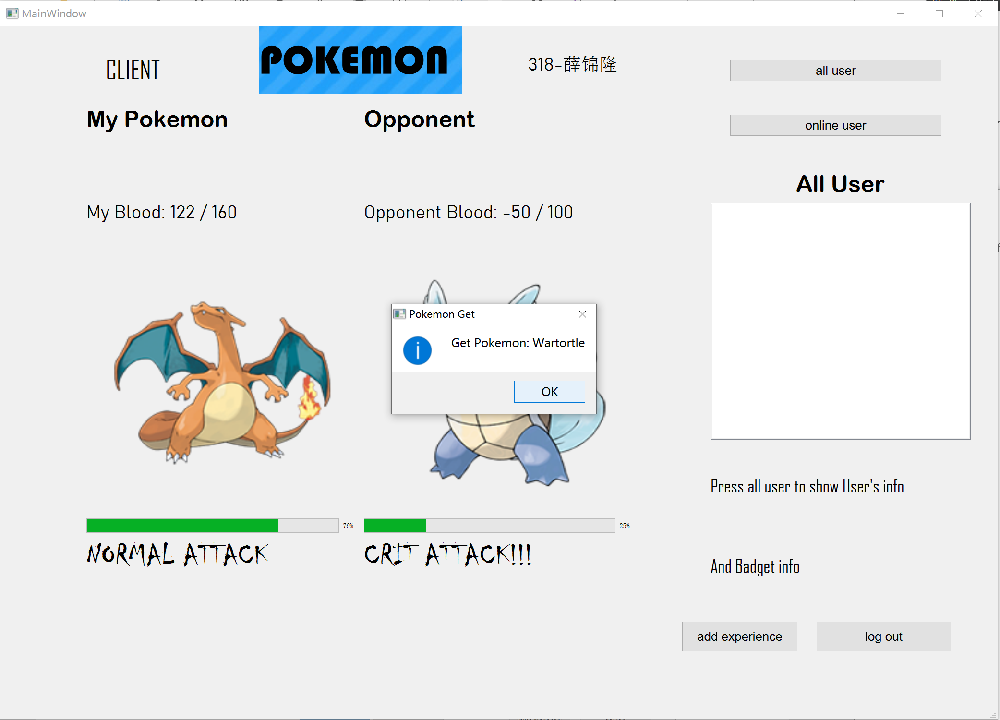 MainWindow
CLIENT
POKEMON
318-薛锦隆
all user
My Pokemon
Opponent
online user
All User
My Blood: 122 / 160
Opponent Blood: -50 / 100
Pokemon Get
Get Pokemon: Wartortle
OK
Press all user to show User's info
76%
25%
NORMAL ATTACK
CRIT ATTACK!!!
And Badget info
add experience
log out